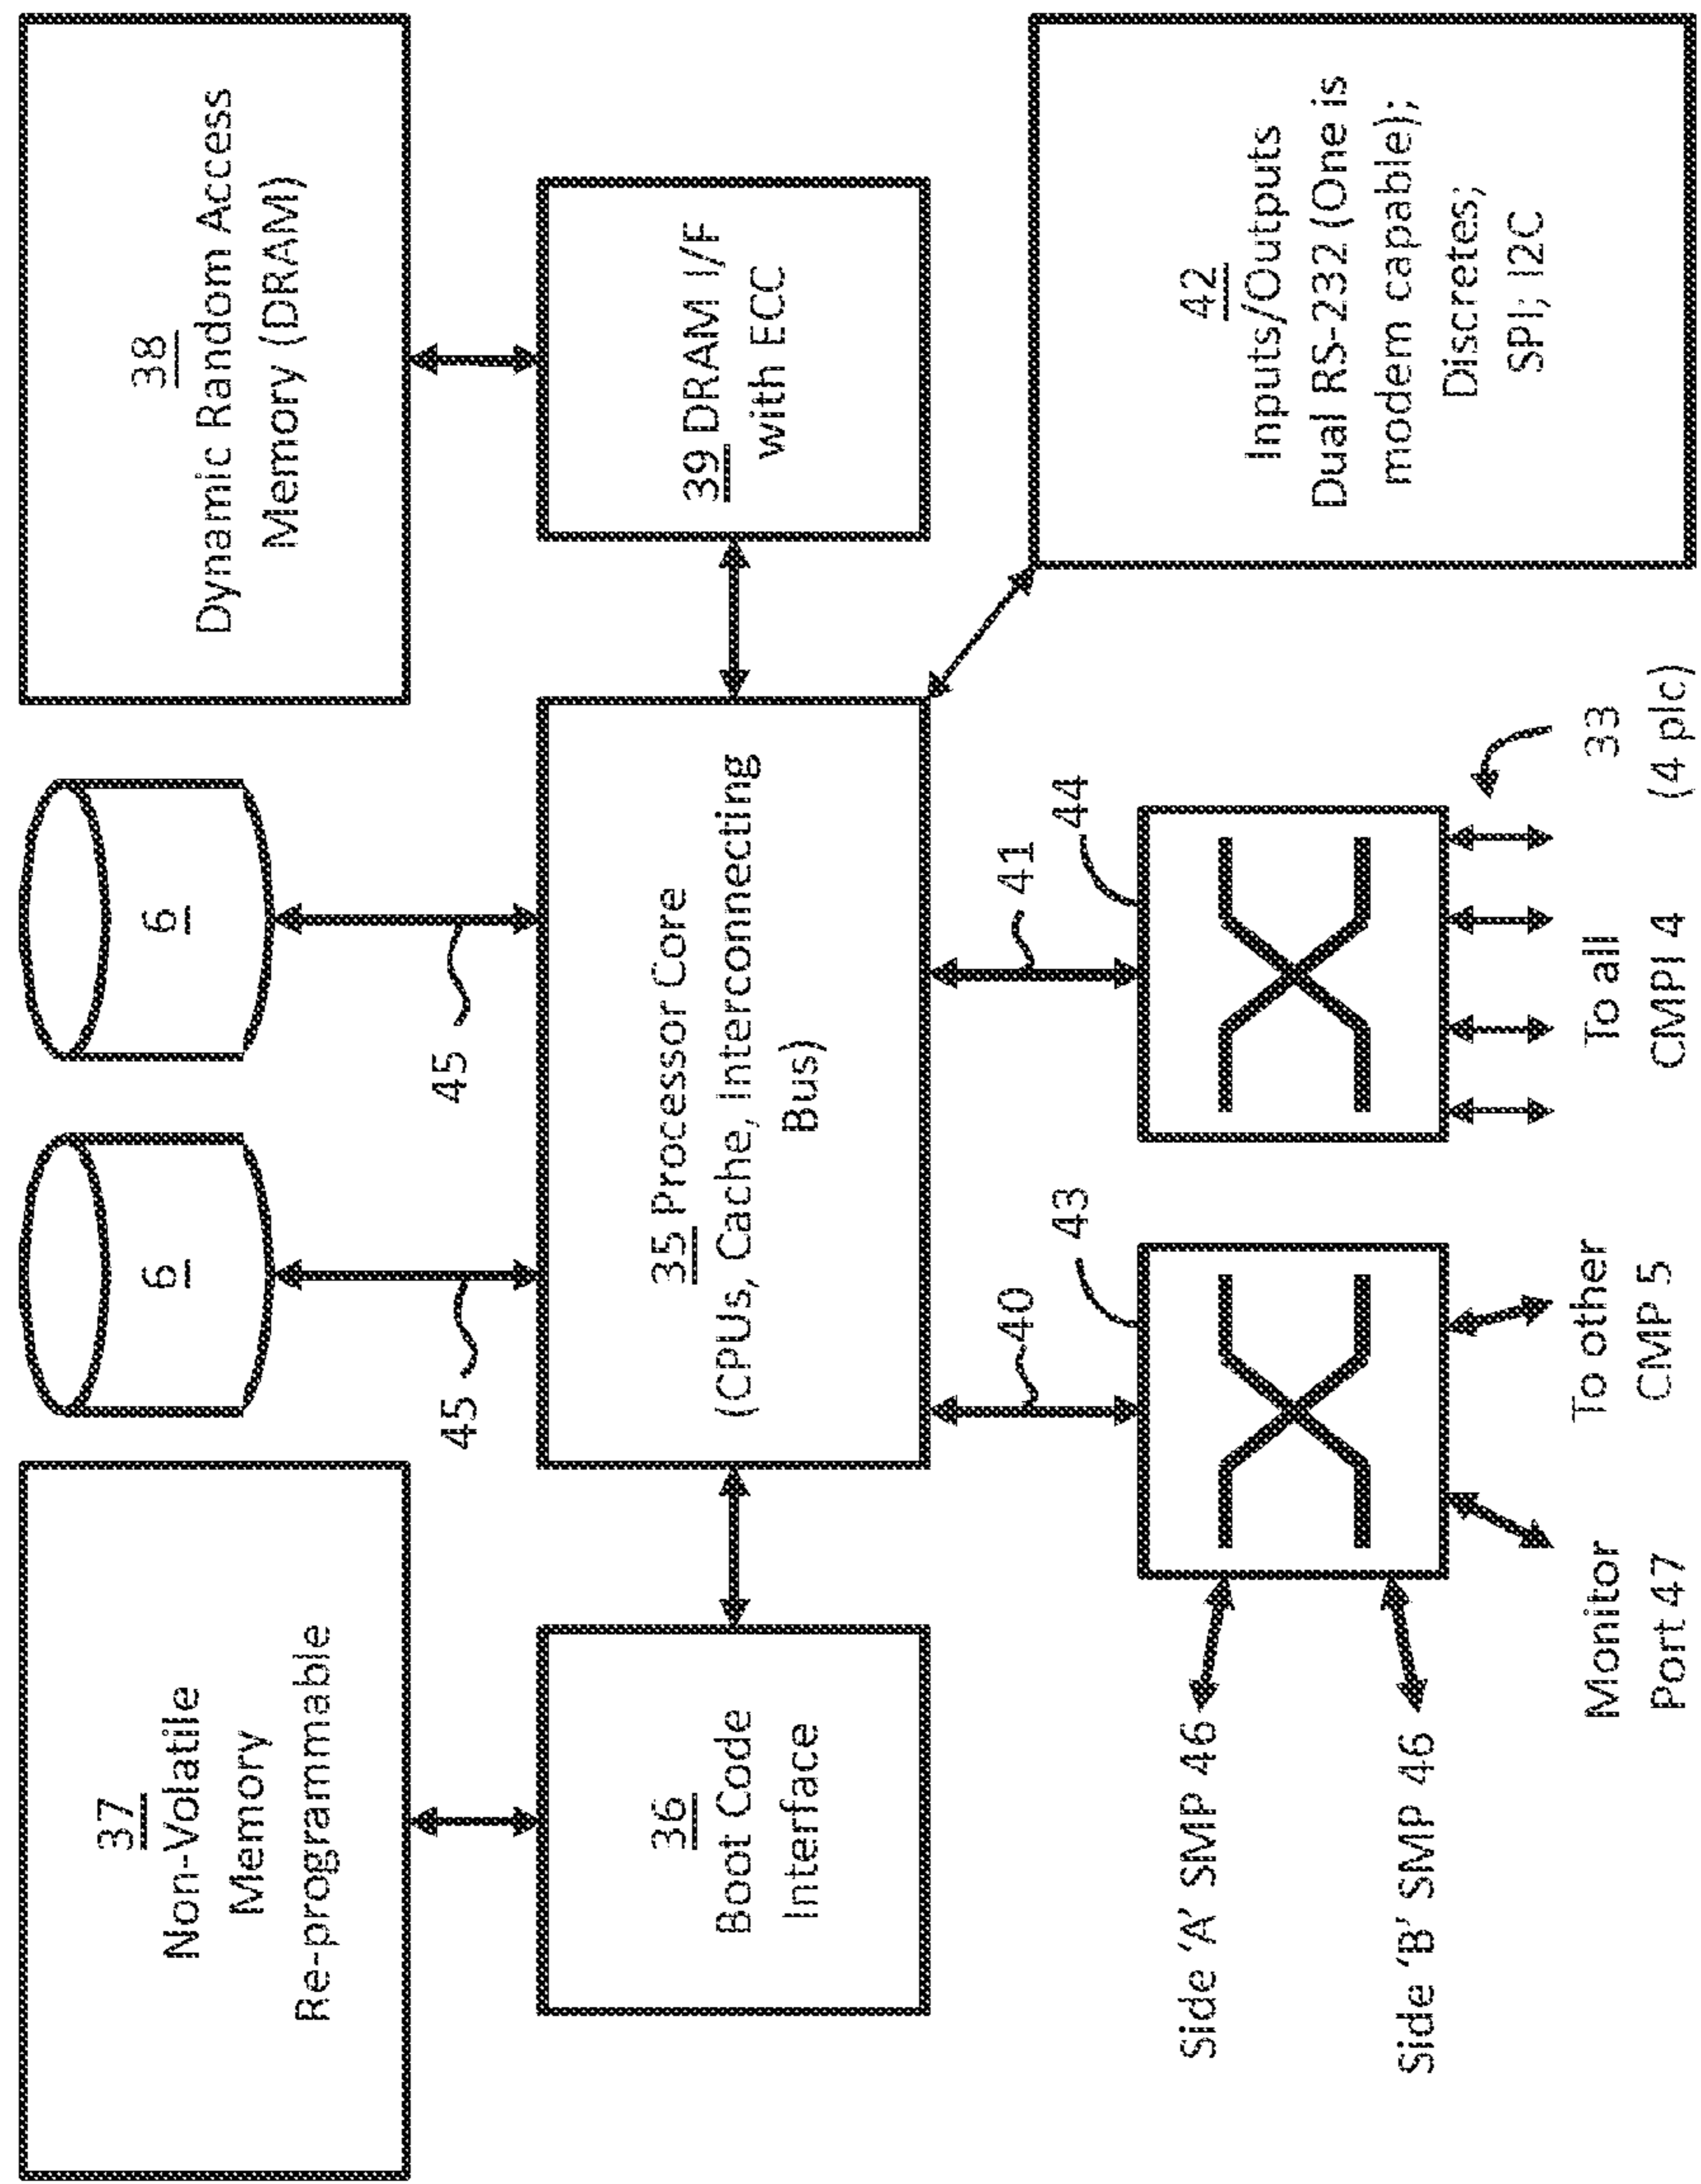 37
Non-Volatile
Memory
Re-programmable
6
6
38
Dynamic Random Access
Memory (DRAM)
45
45
36
Boot Code
Interface
35 Processor Core
(CPUs, Cache, Interconnecting
Bus)
39 DRAM I/F
with ECC
40
41
43
44
Side ‘A’ SMP 46
Side ‘B’ SMP 46
42
Inputs/Outputs
Dual RS-232 (One is
modem capable);
Discretes;
SPI; I2C
Monitor
Port 47
To other
CMP 5
To all
CMPI 4
33
(4 plc)